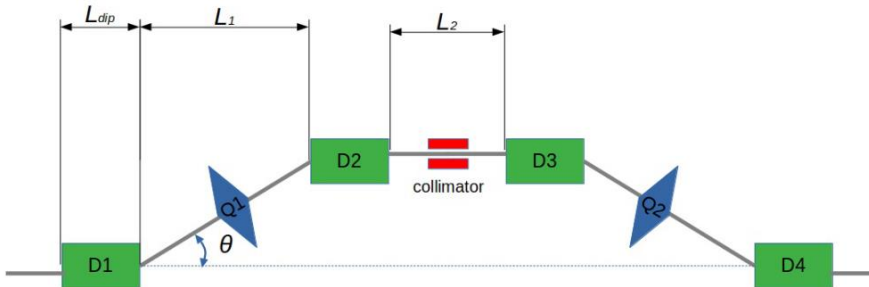 L_dip L_1 L_2
D2 D3
collimator
Q1 Q2
θ
D1 D4